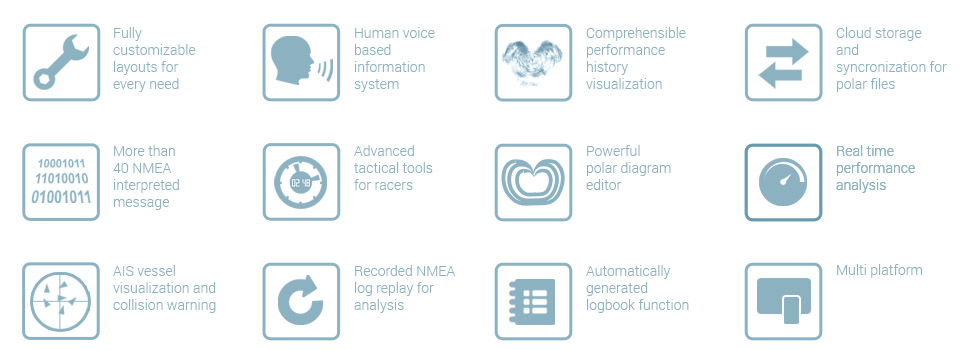 Fully
customizable
layouts for
every need
Human voice
based
information
system
Comprehensible
performance
history
visualization
Cloud storage
and
syncronization for
polar files
10001011
11010010
01001011
More than
40 NMEA
interpreted
message
02 48
Advanced
tactical tools
for racers
Powerful
polar diagram
editor
Real time
performance
analysis
AIS vessel
visualization and
collision warning
Recorded NMEA
log replay for
analysis
Automatically
generated
logbook function
Multi platform